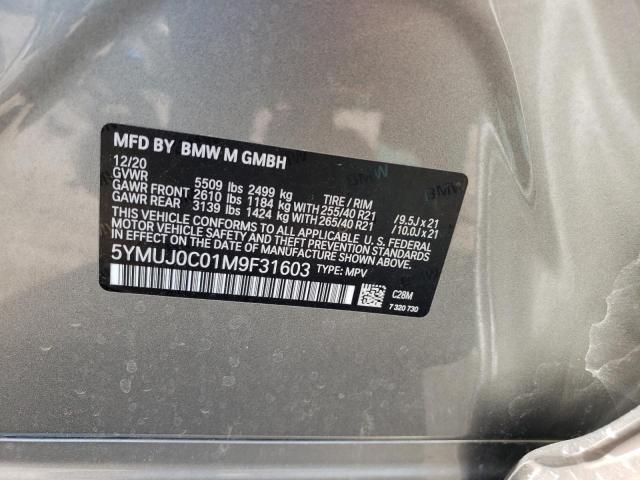 MFD BY BMW M GMBH
12/20
GVWR 5509 lbs 2499 kg TIRE / RIM
GAWR FRONT 2610 lbs 1184 kg WITH 255/40 R21 /9.5J x 21
GAWR REAR 3139 lbs 1424 kg WITH 265/40 R21 /10.0J x 21
THIS VEHICLE CONFORMS TO ALL APPLICABLE U.S. FEDERAL
MOTOR VEHICLE SAFETY, BUMPER, AND THEFT PREVENTION
STANDARDS IN EFFECT ON THE DATE OF MANUFACTURE SHOWN ABOVE.
5YMUJ0C01M9F31603 TYPE: MPV
C28M
7 320 730